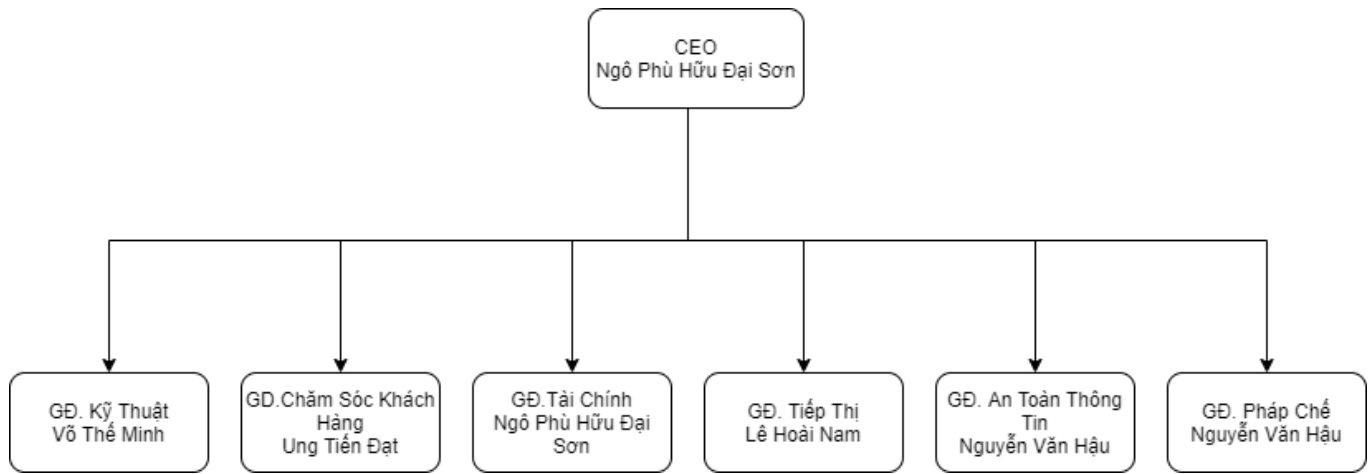 CEO
Ngô Phù Hữu Đại Sơn
GĐ. Kỹ Thuật
Võ Thế Minh
GD.Chăm Sóc Khách
Hàng
Ung Tiến Đạt
GĐ.Tài Chính
Ngô Phù Hữu Đại
Sơn
GĐ. Tiếp Thị
Lê Hoài Nam
GĐ. An Toàn Thông
Tin
Nguyễn Văn Hậu
GĐ. Pháp Chế
Nguyễn Văn Hậu